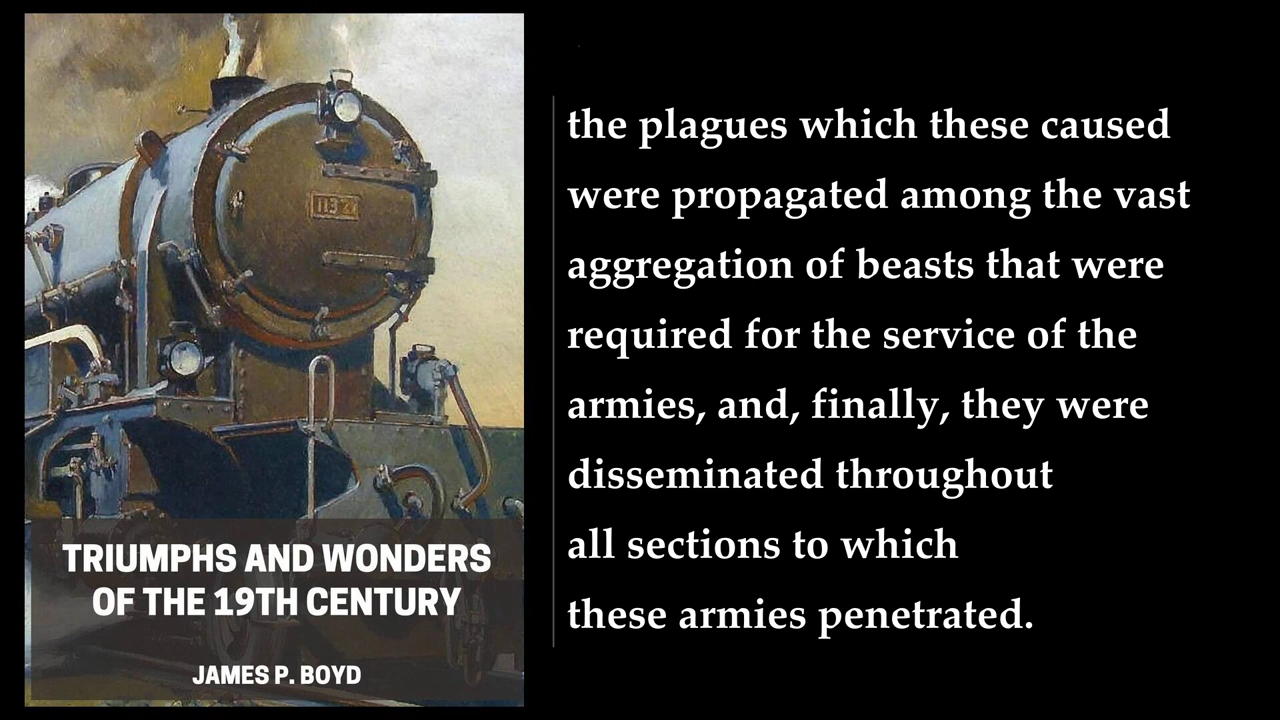 TRIUMPHS AND WONDERS
OF THE 19TH CENTURY
JAMES P. BOYD
the plagues which these caused
were propagated among the vast
aggregation of beasts that were
required for the service of the
armies, and, finally, they were
disseminated throughout
all sections to which
these armies penetrated.